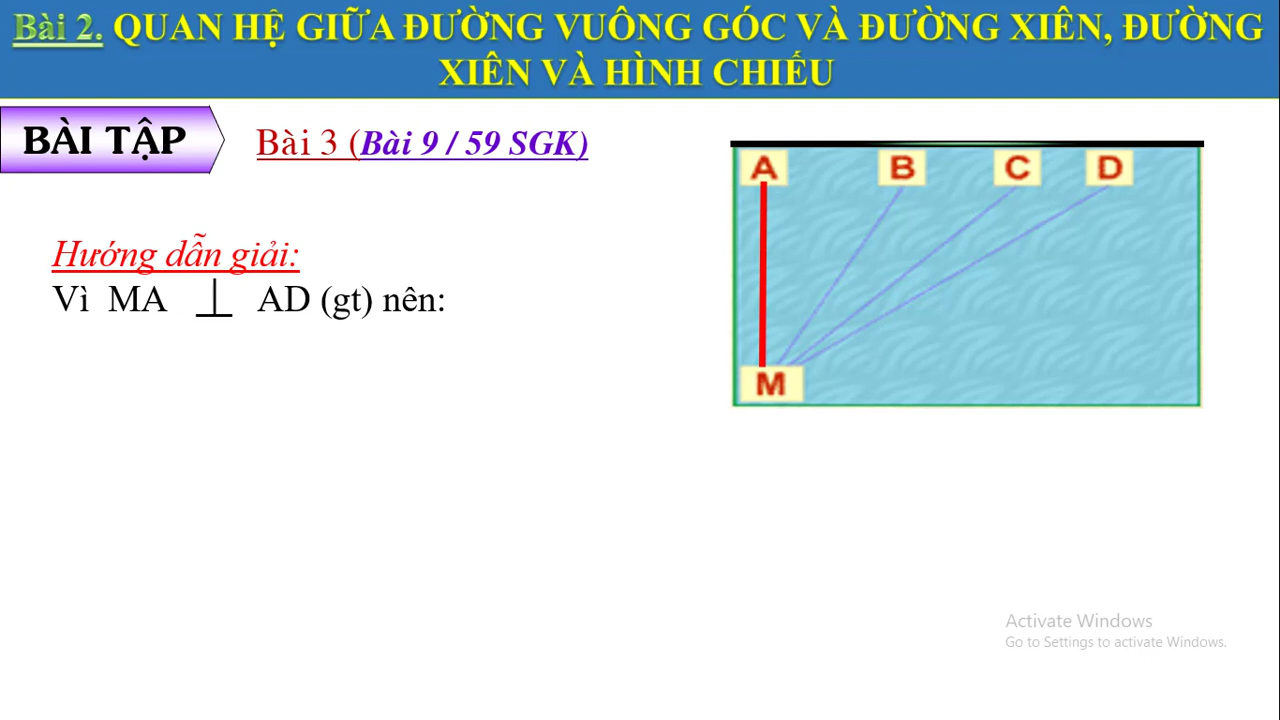 Bài 2. QUAN HỆ GIỮA ĐƯỜNG VUÔNG GÓC VÀ ĐƯỜNG XIÊN, ĐƯỜNG
XIÊN VÀ HÌNH CHIẾU
BÀI TẬP
Bài 3 (Bài 9 / 59 SGK)
A B C D
Hướng dẫn giải:
Vì MA ⊥ AD (gt) nên:
M
Activate Windows
Go to Settings to activate Windows.